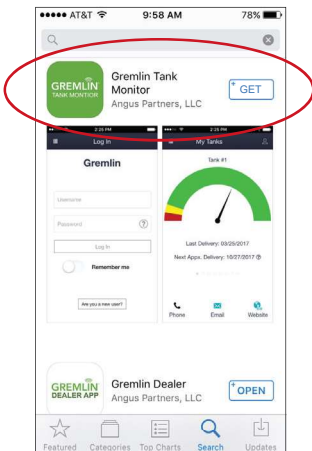 AT&T
9:58 AM
78%
GREMLIN
TANK MONTIOR
Gremlin Tank
Monitor
Angus Partners, LLC
+ GET
2:25 PM
Log In
Gremlin
Username
Password
?
Log In
Remember me
Are you a new user?
2:25 PM
My Tanks
Tank #1
Last Delivery: 03/25/2017
Next Appx. Delivery: 10/27/2017
Phone
Email
Website
GREMLIN
DEALER APP
Gremlin Dealer
Angus Partners, LLC
+ OPEN
Featured
Categories
Top Charts
Search
Updates